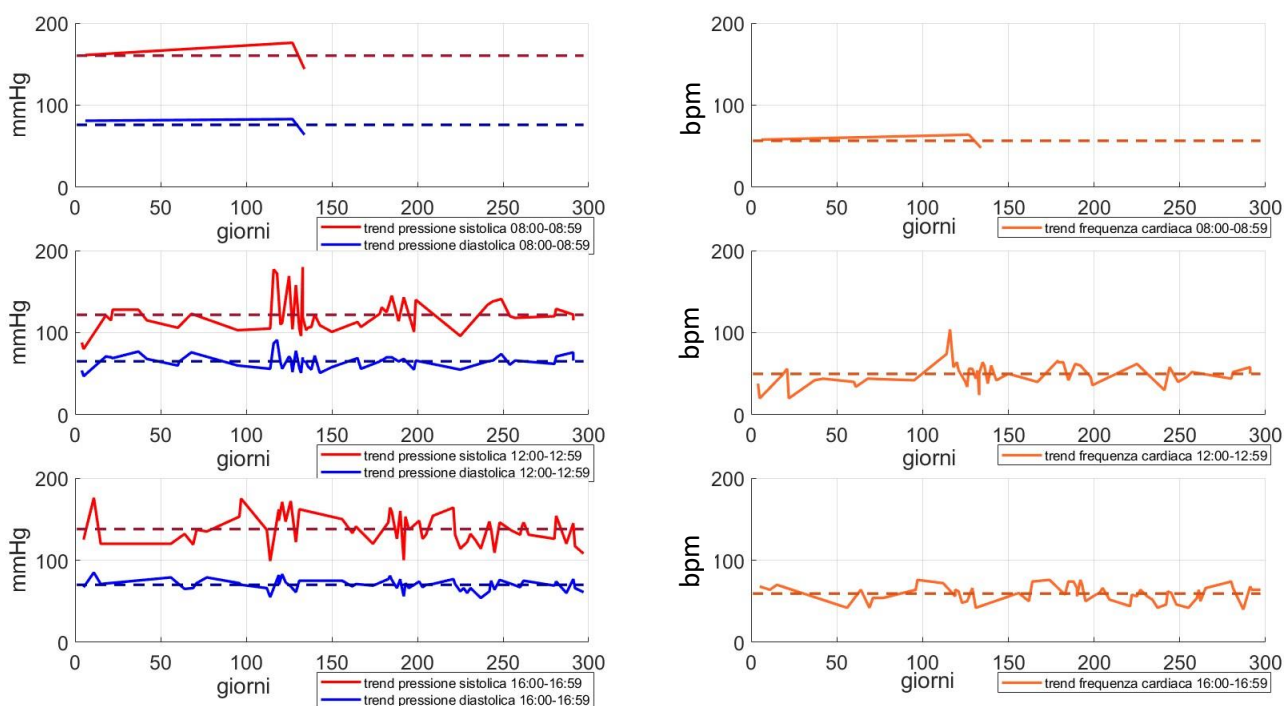 200
100
0
mmHg
0 50 100 150 200 250 300
giorni
trend pressione sistolica 08:00-08:59
trend pressione diastolica 08:00-08:59
200
100
0
bpm
0 50 100 150 200 250 300
giorni
trend frequenza cardiaca 08:00-08:59
200
100
0
mmHg
0 50 100 150 200 250 300
giorni
trend pressione sistolica 12:00-12:59
trend pressione diastolica 12:00-12:59
200
100
0
bpm
0 50 100 150 200 250 300
giorni
trend frequenza cardiaca 12:00-12:59
200
100
0
mmHg
0 50 100 150 200 250 300
giorni
trend pressione sistolica 16:00-16:59
trend pressione diastolica 16:00-16:59
200
100
0
bpm
0 50 100 150 200 250 300
giorni
trend frequenza cardiaca 16:00-16:59